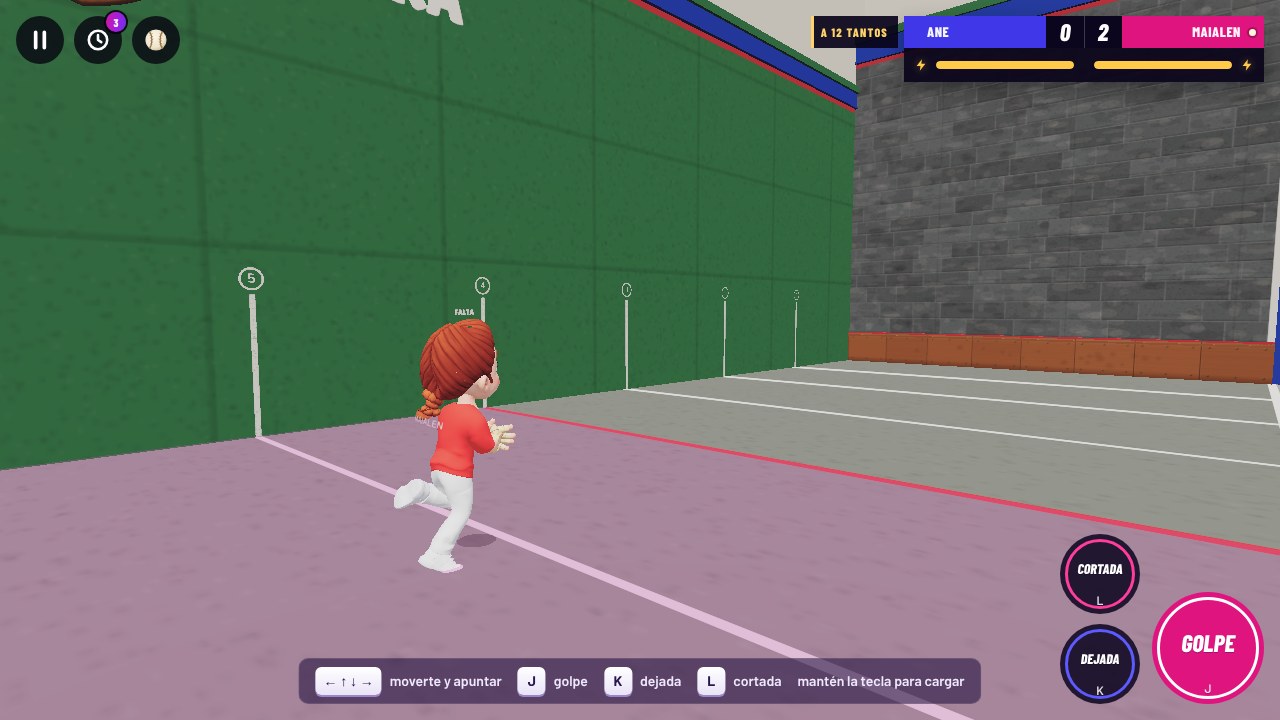 3
A 12 TANTOS
ANE
0
2
MAIALEN
5
4
FALTA
CORTADA
L
GOLPE
J
DEJADA
K
← ↑ ↓ → moverte y apuntar J golpe K dejada L cortada mantén la tecla para cargar